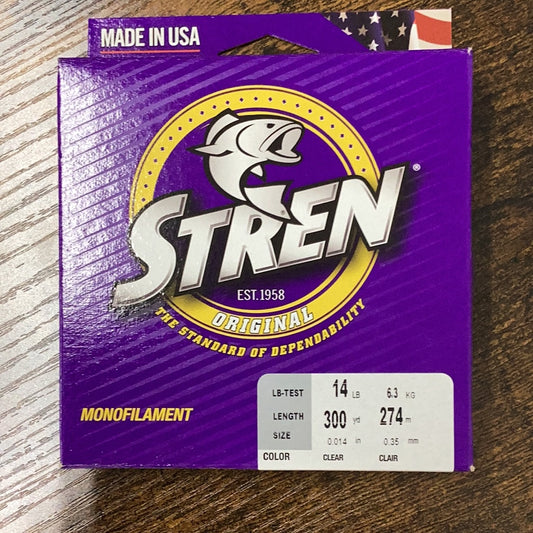 MADE IN USA
STREN®
EST.1958
ORIGINAL
THE STANDARD OF DEPENDABILITY
MONOFILAMENT
LB-TEST 14 LB 6.3 KG
LENGTH 300 yd 274 m
SIZE 0.014 in 0.35 mm
COLOR CLEAR CLAIR